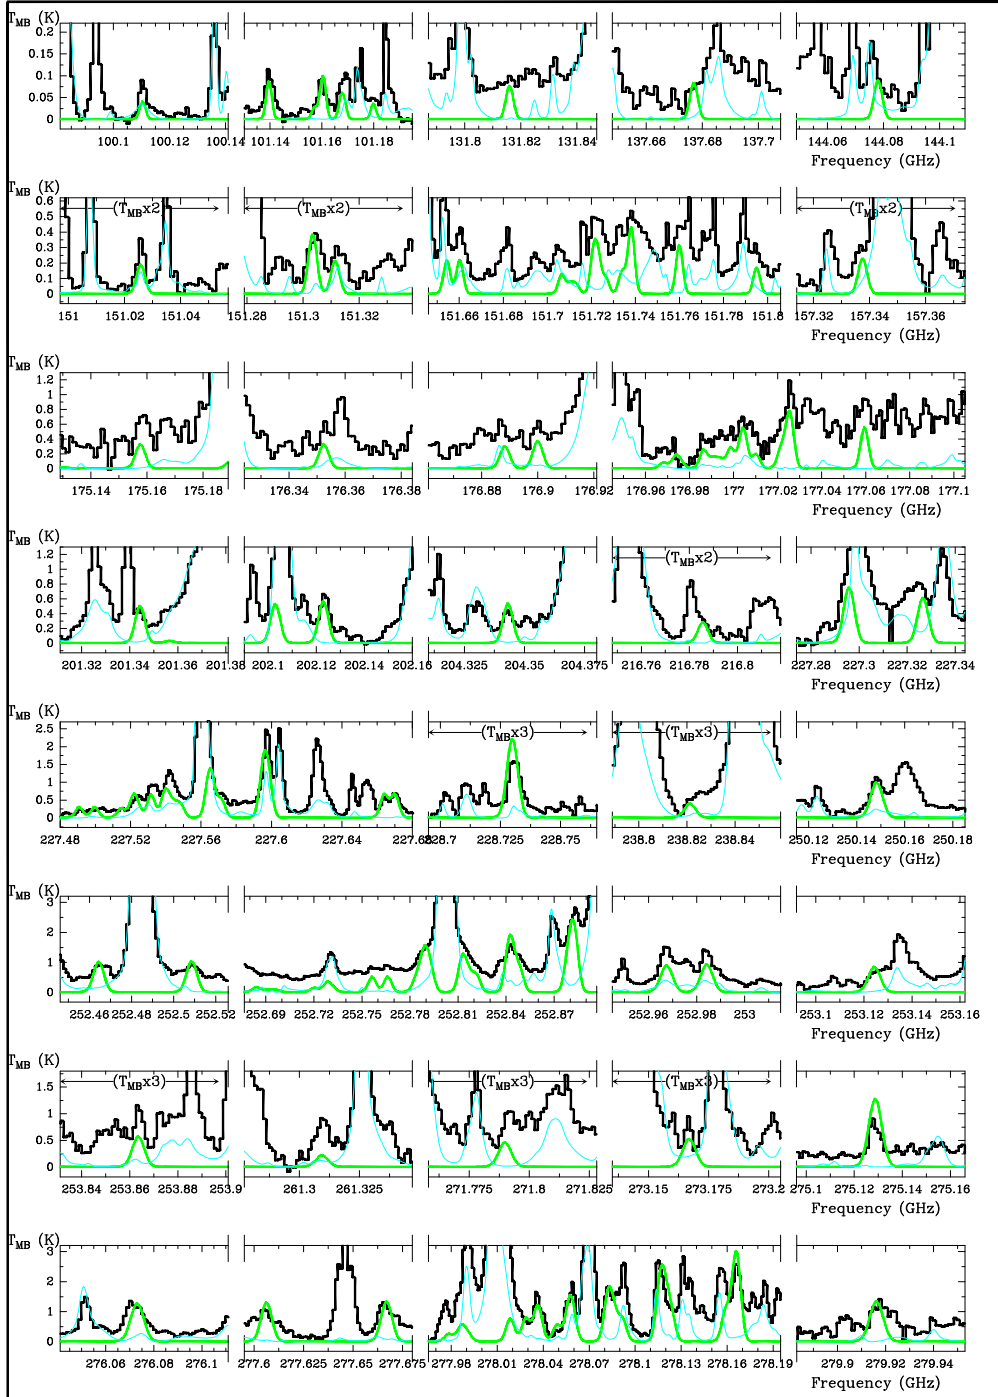 T_MB (K)
0.2
0.15
0.1
0.05
0
100.1 100.12 100.14 101.14 101.16 101.18 131.8 131.82 131.84 137.66 137.68 137.7 144.06 144.08 144.1
Frequency (GHz)
T_MB (K)
(T_MBx2) (T_MBx2) (T_MBx2)
0.6
0.5
0.4
0.3
0.2
0.1
0
151 151.02 151.04 151.28 151.3 151.32 151.66 151.68 151.7 151.72 151.74 151.76 151.78 151.8 157.32 157.34 157.36
Frequency (GHz)
T_MB (K)
1.2
1
0.8
0.6
0.4
0.2
0
175.14 175.16 175.18 176.34 176.36 176.38 176.88 176.9 176.92 176.96 176.98 177 177.02 177.04 177.06 177.08 177.1
Frequency (GHz)
T_MB (K)
(T_MBx2)
1.2
1
0.8
0.6
0.4
0.2
0
201.32 201.34 201.36 201.38 202.1 202.12 202.14 202.16 204.325 204.35 204.375 216.76 216.78 216.8 227.28 227.3 227.32 227.34
Frequency (GHz)
T_MB (K)
(T_MBx3) (T_MBx3)
2.5
2
1.5
1
0.5
0
227.48 227.52 227.56 227.6 227.64 227.68 228.7 228.725 228.75 238.8 238.82 238.84 250.12 250.14 250.16 250.18
Frequency (GHz)
T_MB (K)
3
2
1
0
252.46 252.48 252.5 252.52 252.69 252.72 252.75 252.78 252.81 252.84 252.87 252.96 252.98 253 253.1 253.12 253.14 253.16
Frequency (GHz)
T_MB (K)
(T_MBx3) (T_MBx3) (T_MBx3)
1.5
1
0.5
0
253.84 253.86 253.88 253.9 261.3 261.325 271.775 271.8 271.825 273.15 273.175 273.2 275.1 275.12 275.14 275.16
Frequency (GHz)
T_MB (K)
3
2
1
0
276.06 276.08 276.1 277.6 277.625 277.65 277.675 277.98 278.01 278.04 278.07 278.1 278.13 278.16 278.19 279.9 279.92 279.94
Frequency (GHz)